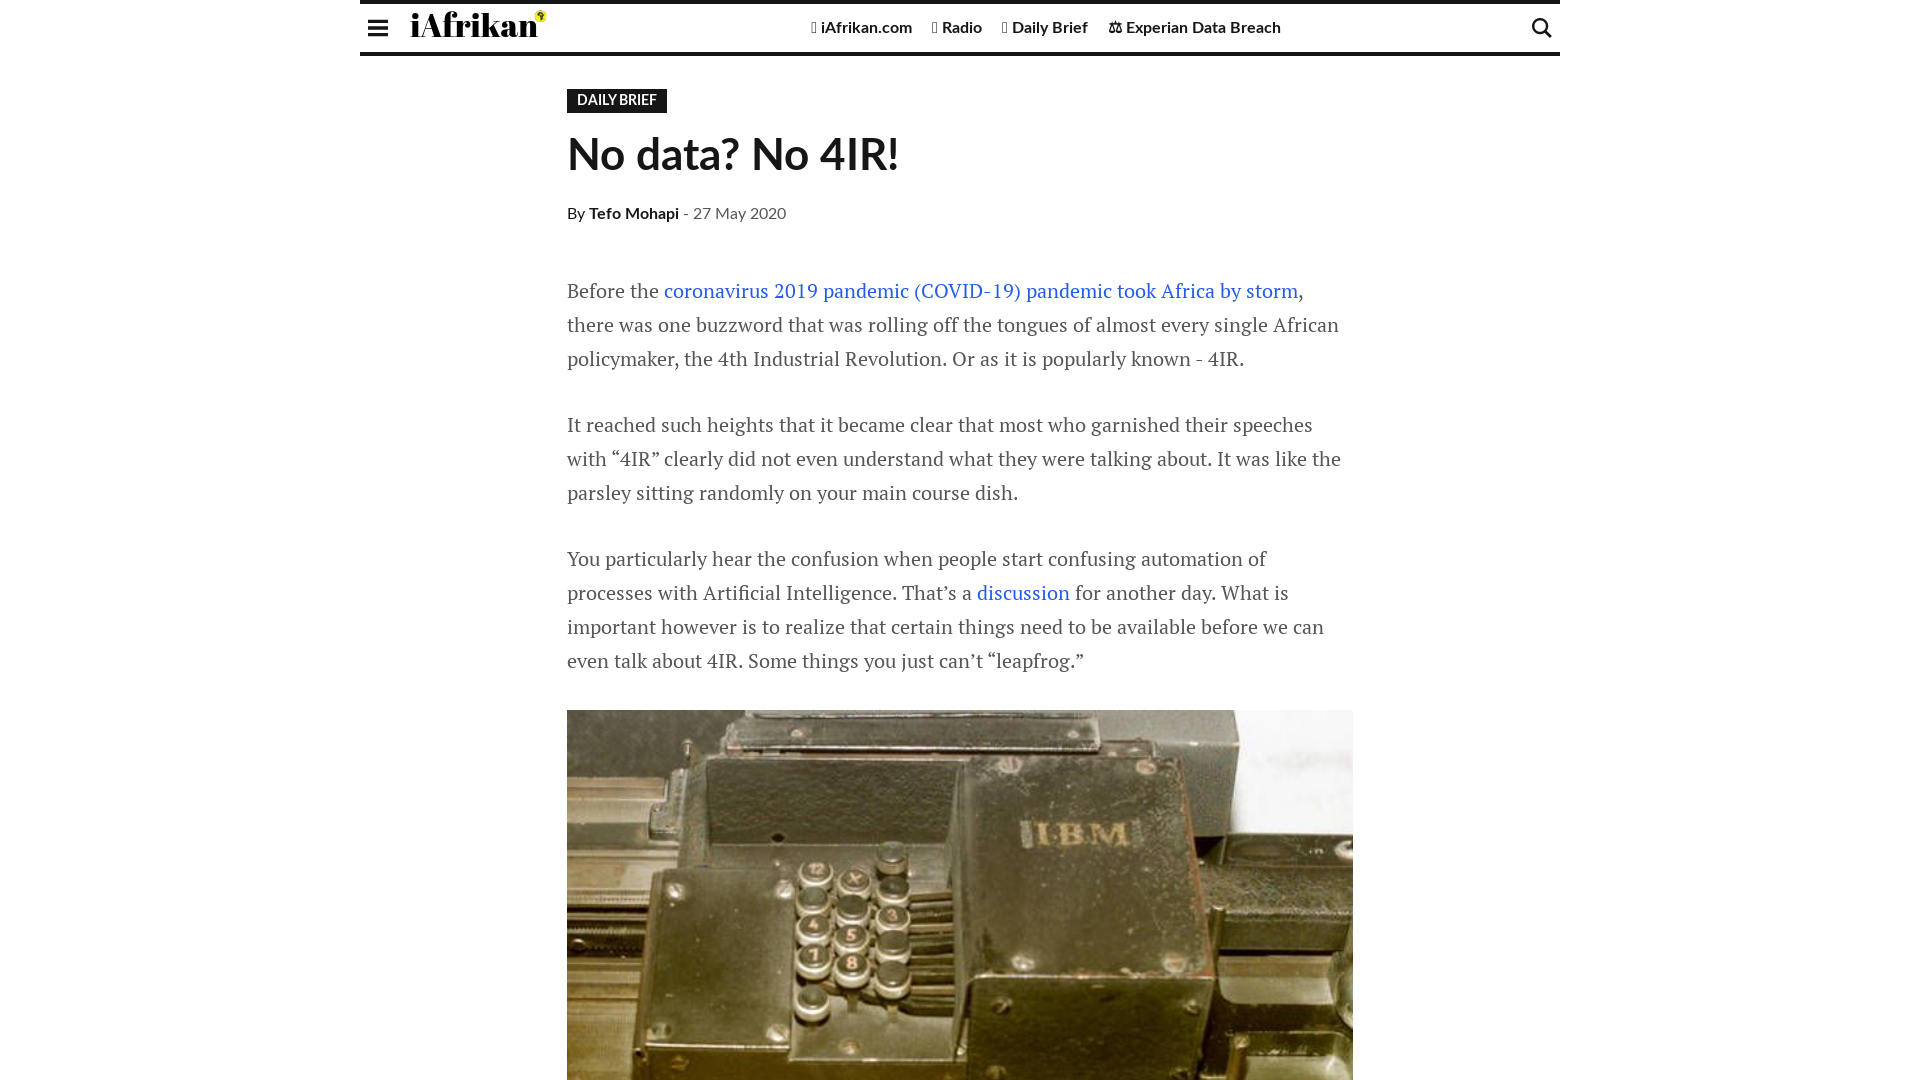 iAfrikan
iAfrikan.com Radio Daily Brief ⚖ Experian Data Breach
DAILY BRIEF
No data? No 4IR!
By Tefo Mohapi - 27 May 2020
Before the coronavirus 2019 pandemic (COVID-19) pandemic took Africa by storm,
there was one buzzword that was rolling off the tongues of almost every single African
policymaker, the 4th Industrial Revolution. Or as it is popularly known - 4IR.
It reached such heights that it became clear that most who garnished their speeches
with “4IR” clearly did not even understand what they were talking about. It was like the
parsley sitting randomly on your main course dish.
You particularly hear the confusion when people start confusing automation of
processes with Artificial Intelligence. That’s a discussion for another day. What is
important however is to realize that certain things need to be available before we can
even talk about 4IR. Some things you just can’t “leapfrog.”
IBM
12 X
3
4 5
7 8